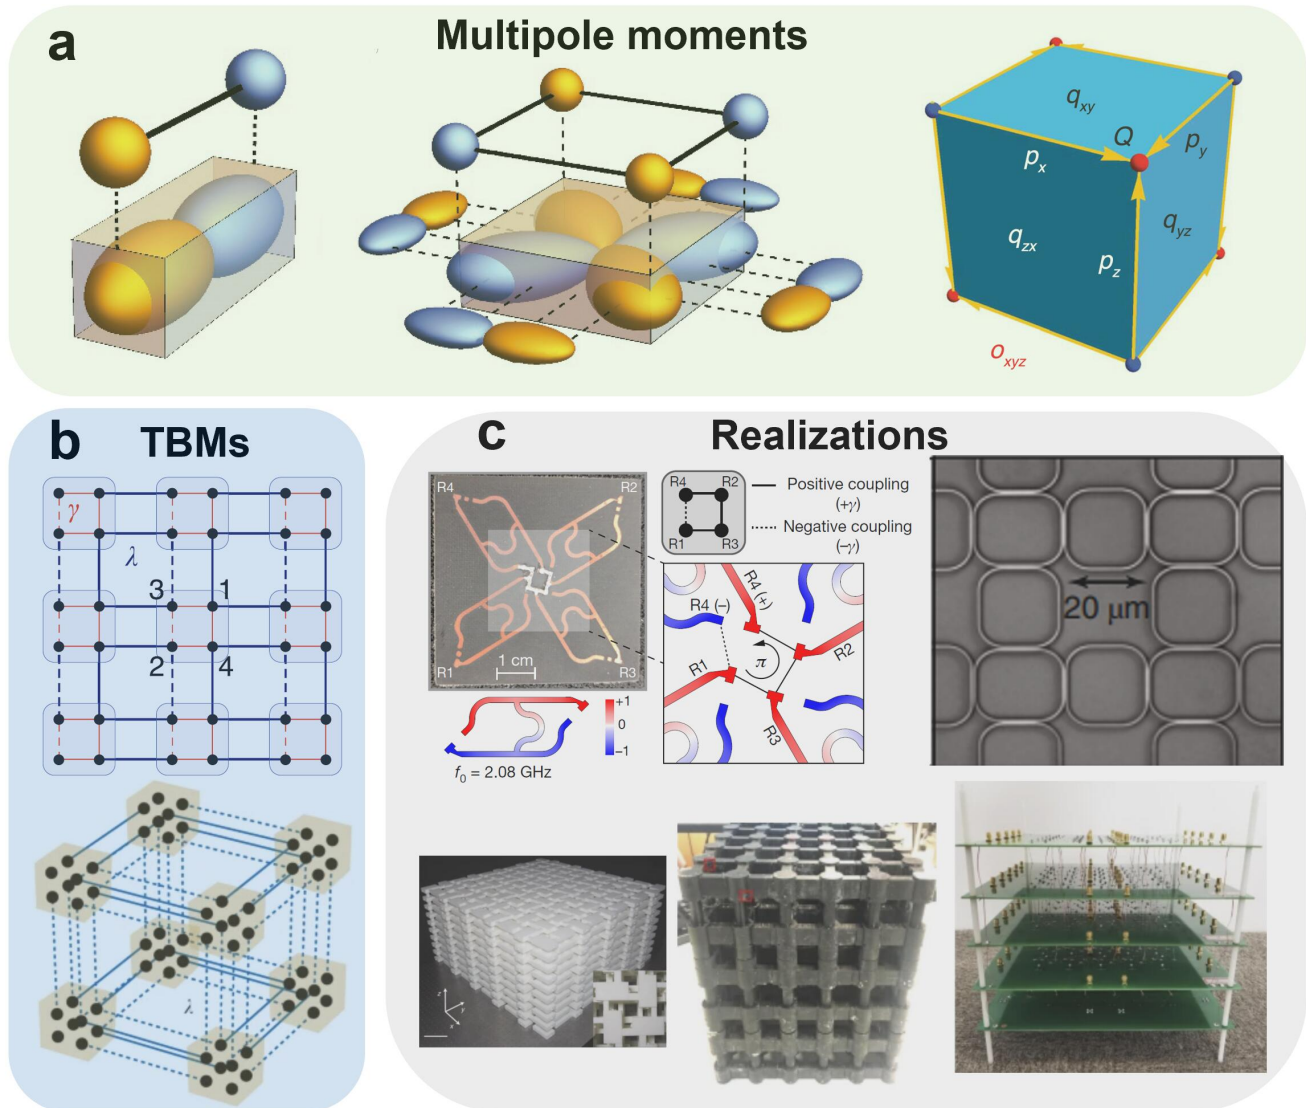 a
Multipole moments
q_xy
Q
p_x
p_y
q_zx
q_yz
p_z
o_xyz
b
TBMs
γ
λ
3 1
2 4
λ
c
Realizations
R4
R2
R1
R3
1 cm
R4 R2
R1 R3
Positive coupling
(+γ)
Negative coupling
(−γ)
R4 (+)
R4 (−)
R2
R1
π
R3
+1
0
−1
f_0 = 2.08 GHz
20 μm